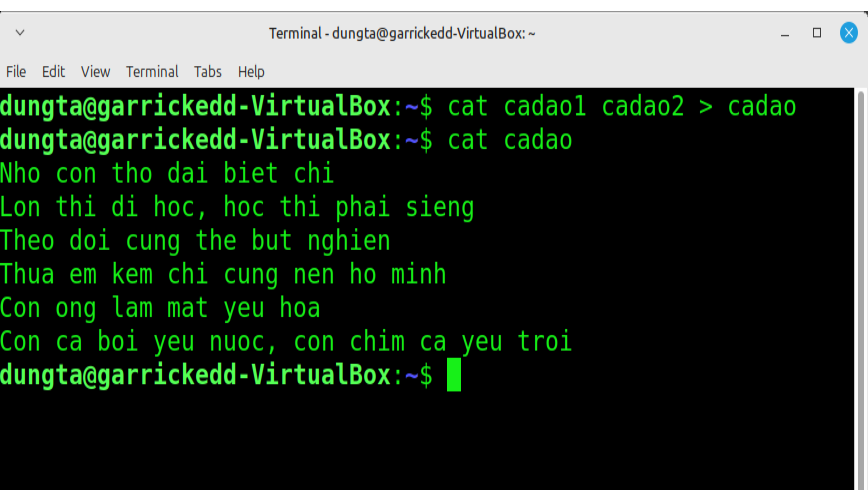 Terminal - dungta@garrickedd-VirtualBox: ~
File Edit View Terminal Tabs Help
dungta@garrickedd-VirtualBox:~$ cat cadao1 cadao2 > cadao
dungta@garrickedd-VirtualBox:~$ cat cadao
Nho con tho dai biet chi
Lon thi di hoc, hoc thi phai sieng
Theo doi cung the but nghien
Thua em kem chi cung nen ho minh
Con ong lam mat yeu hoa
Con ca boi yeu nuoc, con chim ca yeu troi
dungta@garrickedd-VirtualBox:~$